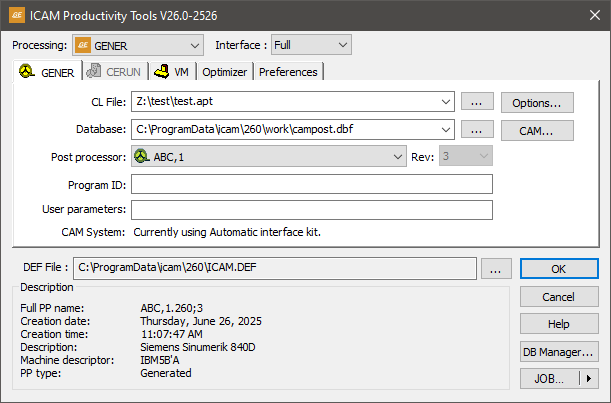 ICAM Productivity Tools V26.0-2526
Processing: GENER Interface : Full
GENER CERUN VM Optimizer Preferences
CL File: Z:\test\test.apt ... Options...
Database: C:\ProgramData\icam\260\work\campost.dbf ... CAM...
Post processor: ABC,1 Rev: 3
Program ID:
User parameters:
CAM System: Currently using Automatic interface kit.
DEF File : C:\ProgramData\icam\260\ICAM.DEF ... OK
Description
Cancel
Full PP name: ABC,1.260;3
Creation date: Thursday, June 26, 2025
Help
Creation time: 11:07:47 AM
Description: Siemens Sinumerik 840D
DB Manager...
Machine descriptor: IBM5B'A
PP type: Generated
JOB...